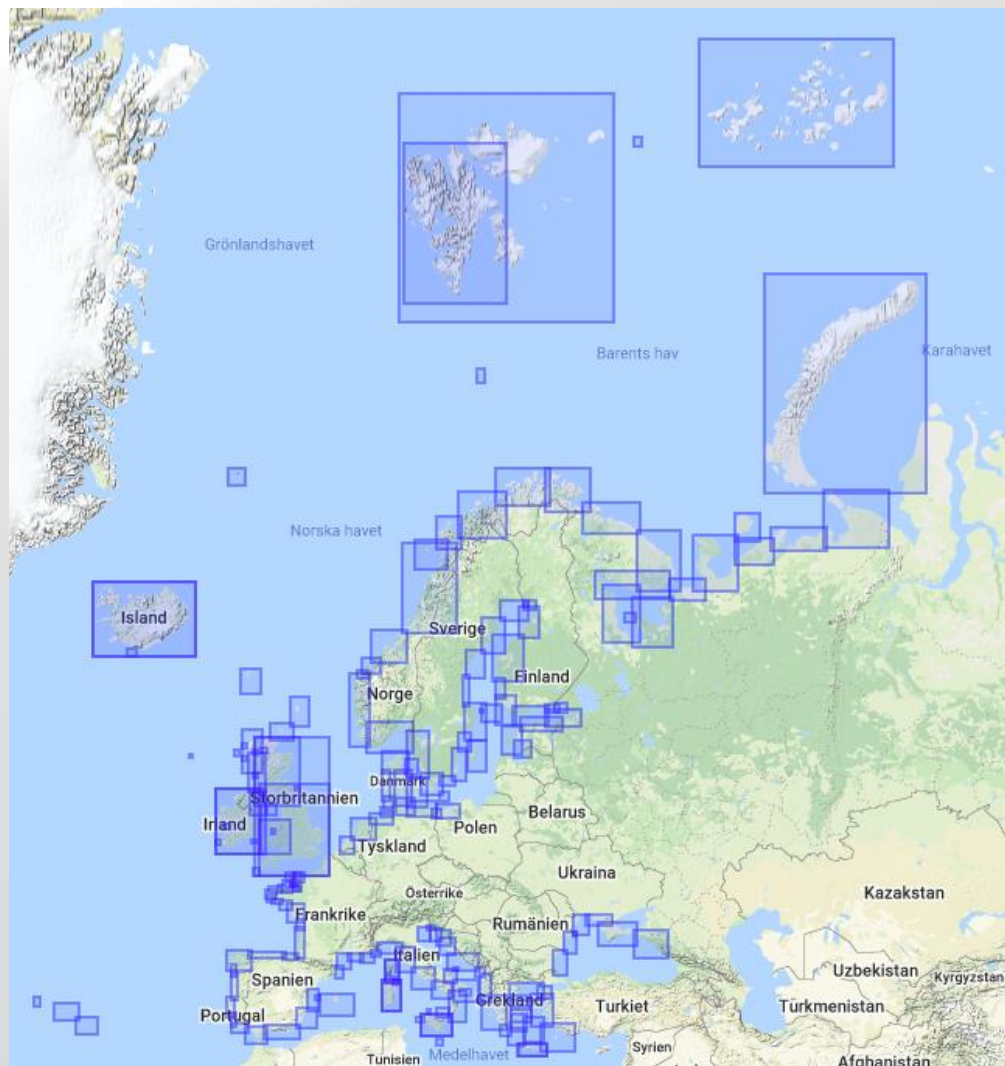 Grönlandshavet
Barents hav
Karahavet
Norska havet
Island
Sverige
Finland
Norge
Danmark
Storbritannien
Irland
Belarus
Polen
Tyskland
Ukraina
Österrike
Kazakstan
Frankrike
Rumänien
Italien
Uzbekistan
Kyrgyzstan
Spanien
Grekland
Turkiet
Turkmenistan
Portugal
Syrien
Medelhavet
Tunisien
Afghanistan